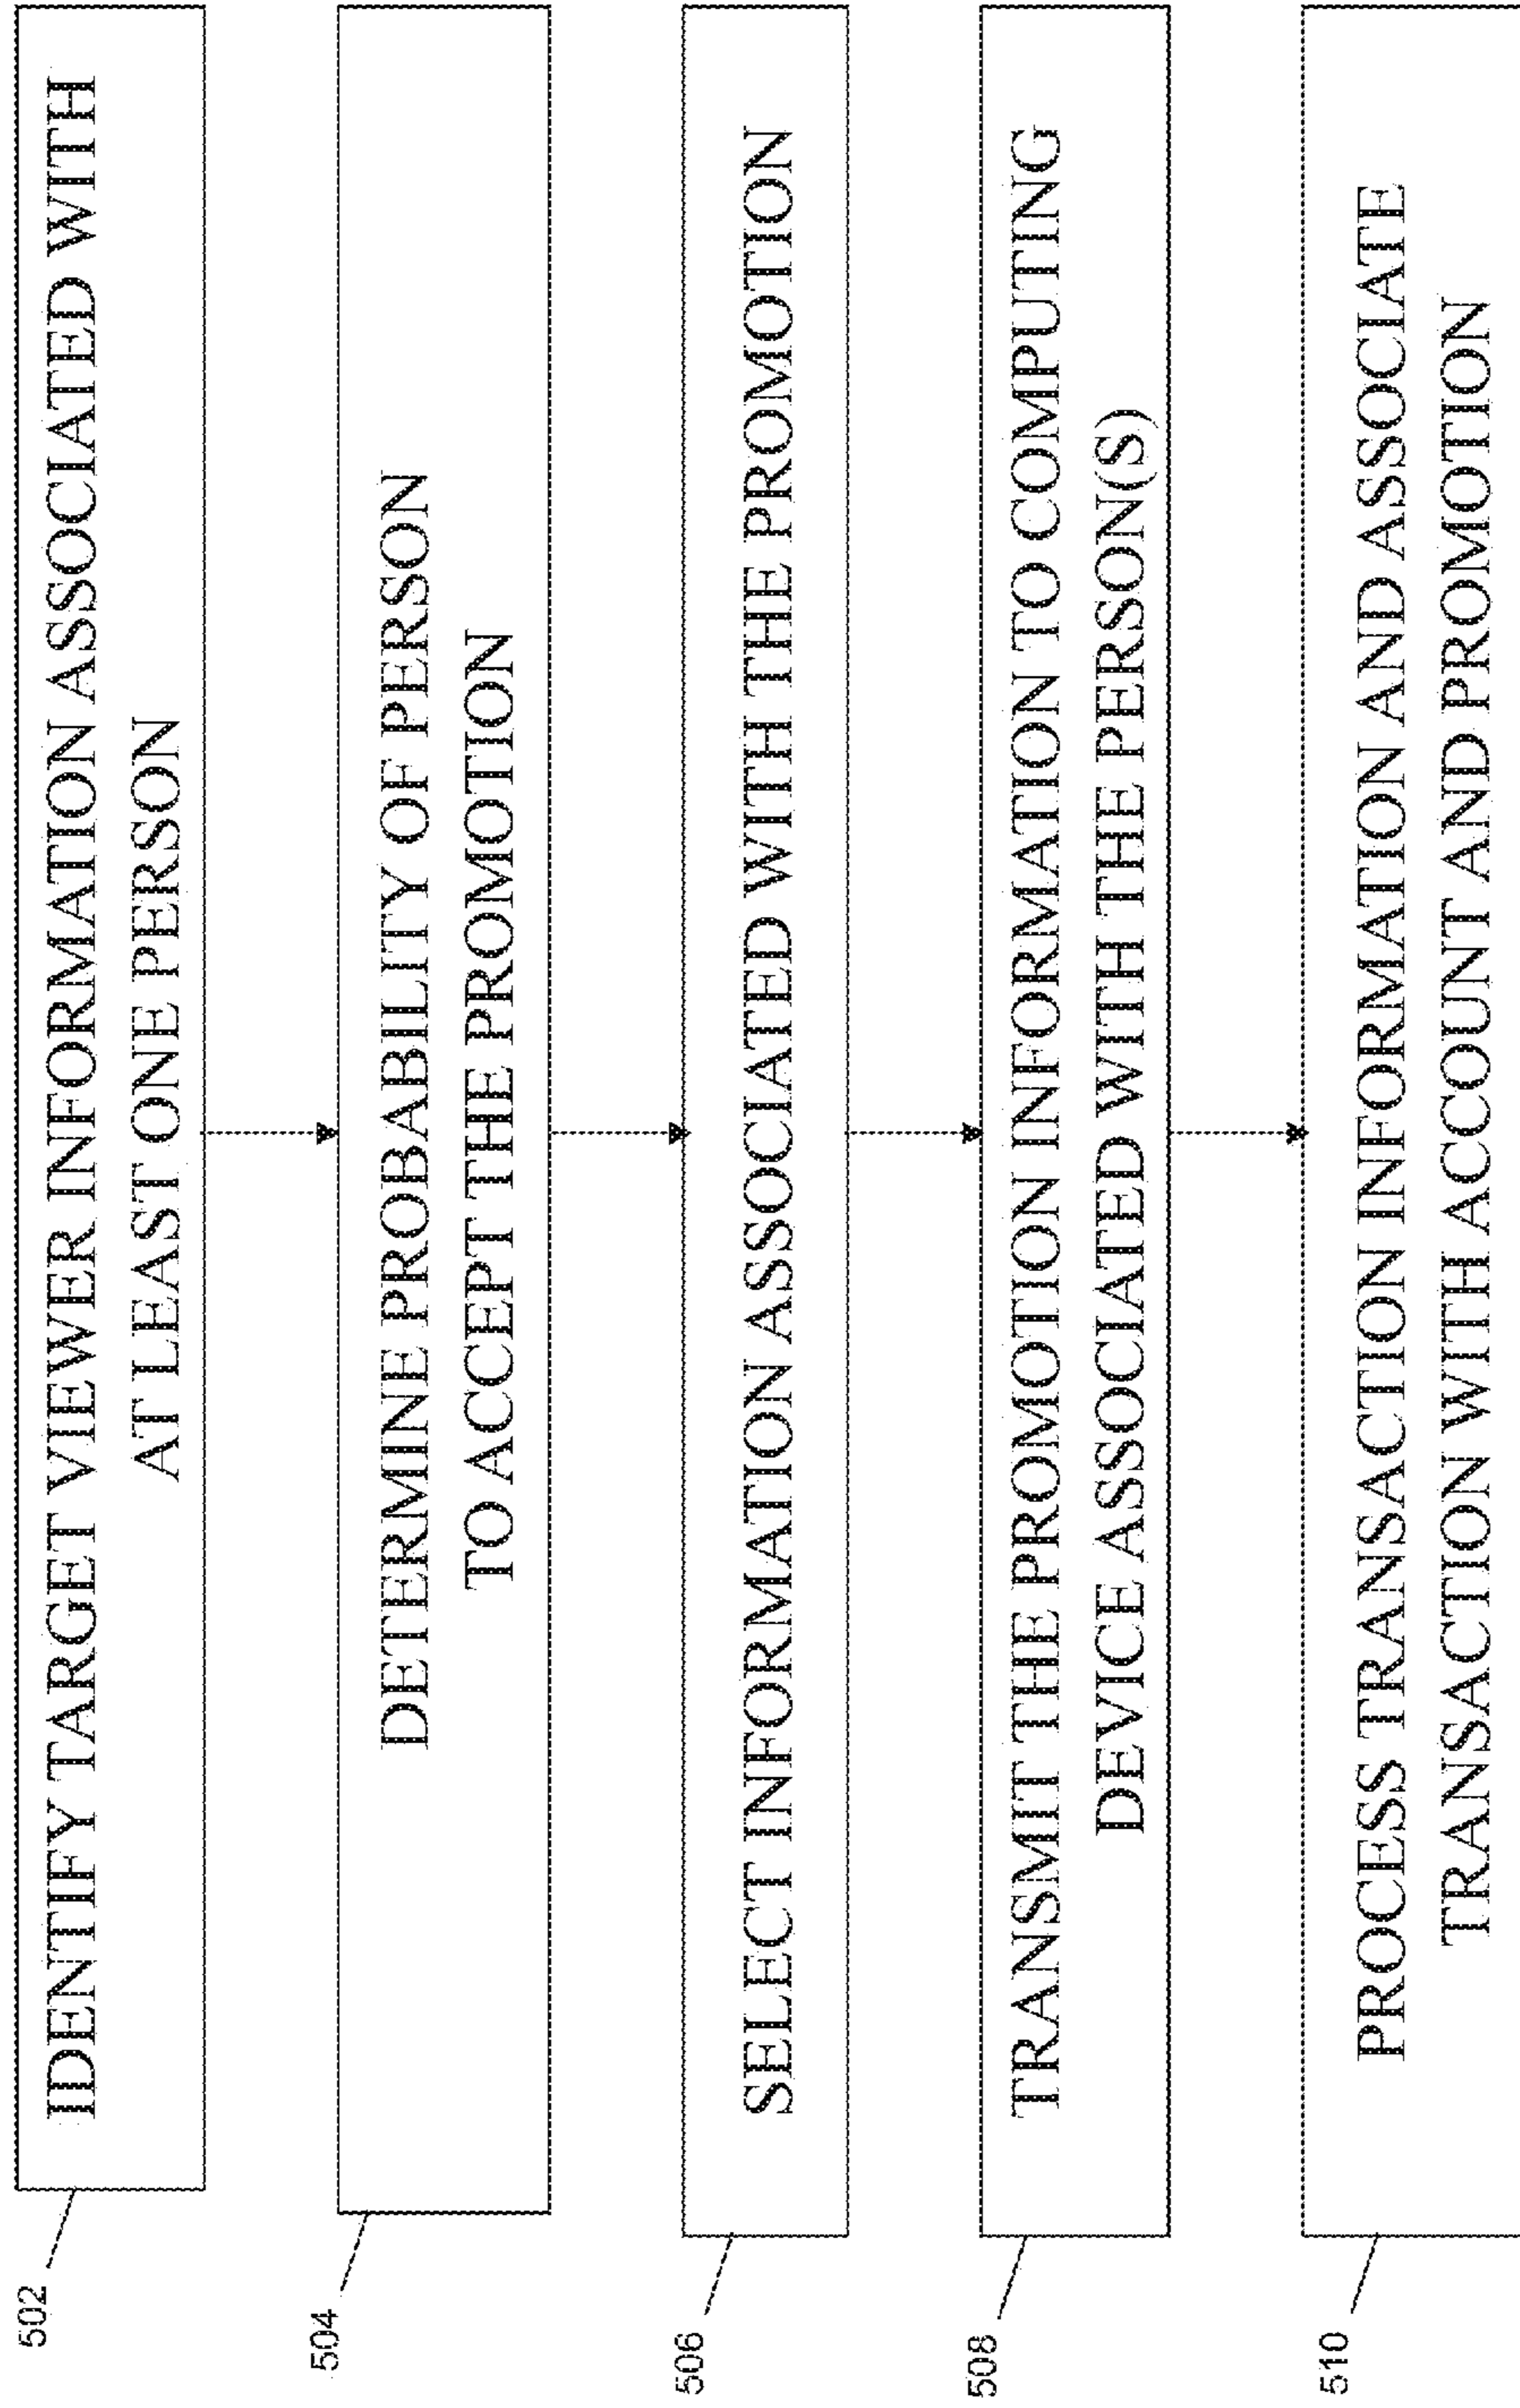 502
IDENTIFY TARGET VIEWER INFORMATION ASSOCIATED WITH
AT LEAST ONE PERSON
504
DETERMINE PROBABILITY OF PERSON
TO ACCEPT THE PROMOTION
506
SELECT INFORMATION ASSOCIATED WITH THE PROMOTION
508
TRANSMIT THE PROMOTION INFORMATION TO COMPUTING
DEVICE ASSOCIATED WITH THE PERSON(S)
510
PROCESS TRANSACTION INFORMATION AND ASSOCIATE
TRANSACTION WITH ACCOUNT AND PROMOTION